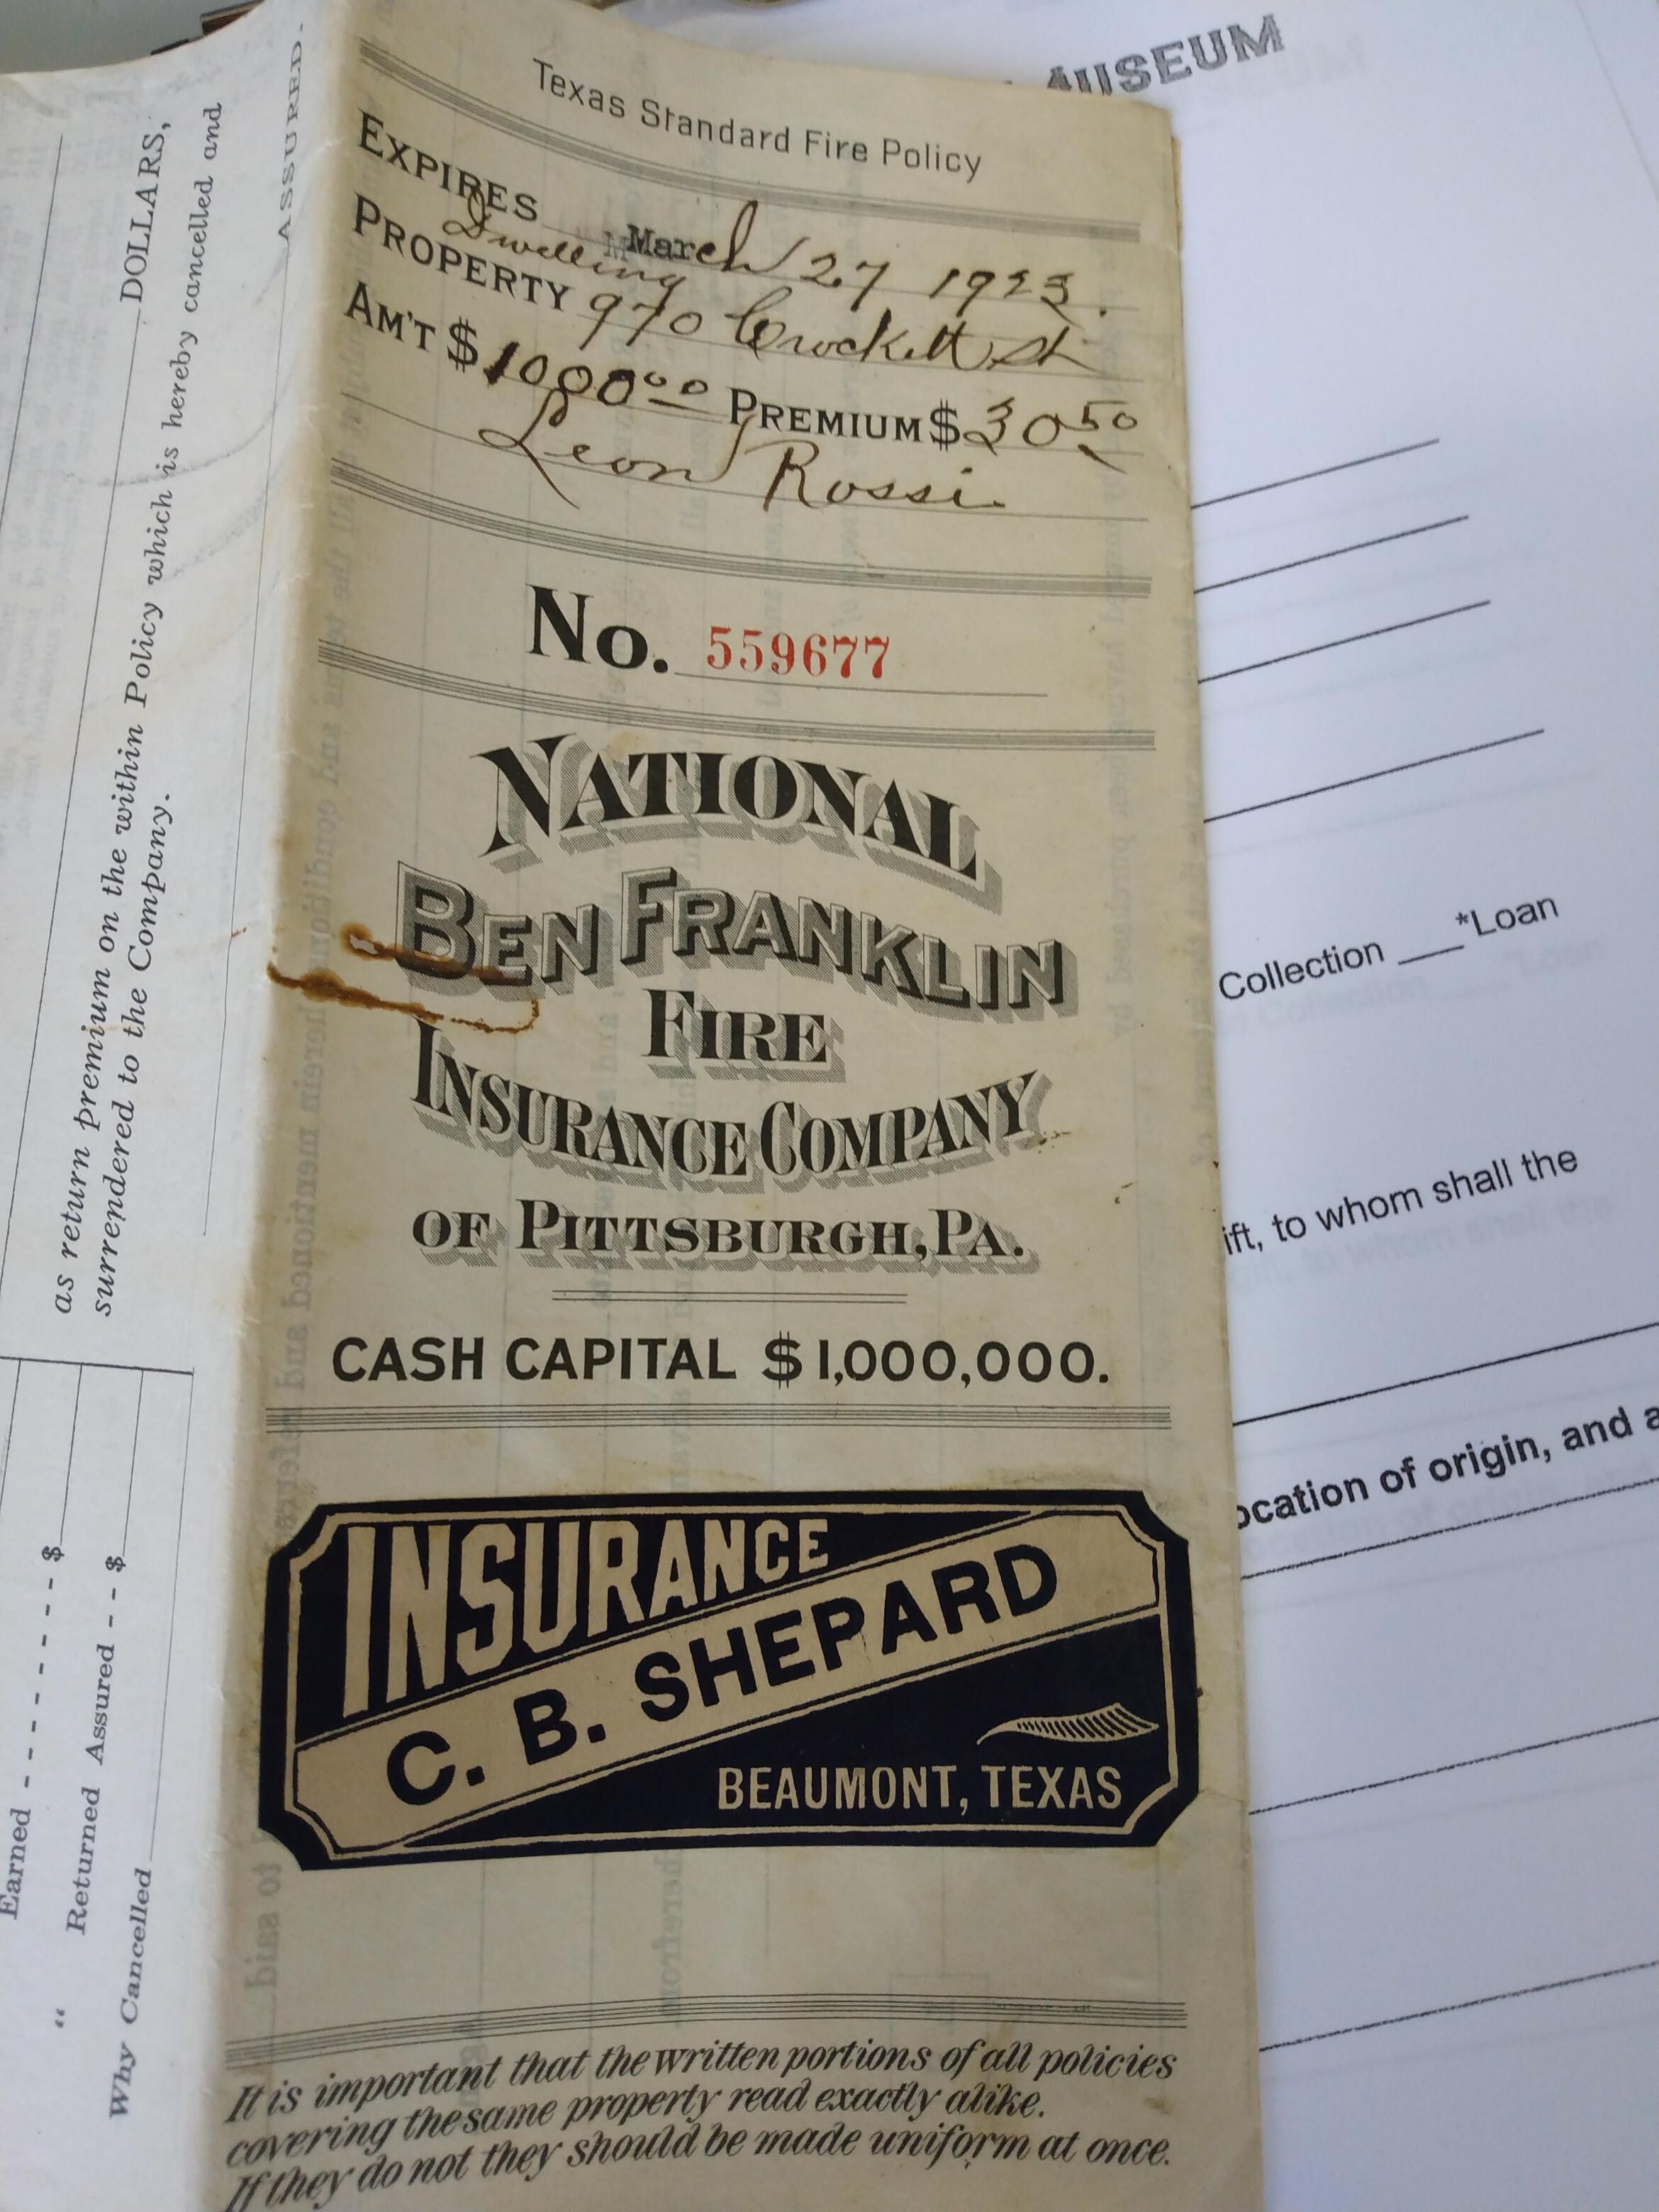 MUSEUM
Texas Standard Fire Policy
EXPIRES March 27 1923.
Dwelling
PROPERTY 970 Crockett St
AM'T $1000.00 PREMIUM $30.50
Leon Rossi
No. 559677
NATIONAL
BEN FRANKLIN
FIRE
INSURANCE COMPANY
OF PITTSBURGH, PA.
CASH CAPITAL $1,000,000.
INSURANCE
C. B. SHEPARD
BEAUMONT, TEXAS
It is important that the written portions of all policies
covering the same property read exactly alike.
If they do not they should be made uniform at once.
ASSURED.
DOLLARS,
as return premium on the within Policy which is hereby cancelled and
surrendered to the Company.
Earned - - - - - - - - $
" Returned Assured - - $
Why Cancelled
Collection ___*Loan
ift, to whom shall the
ocation of origin, and a